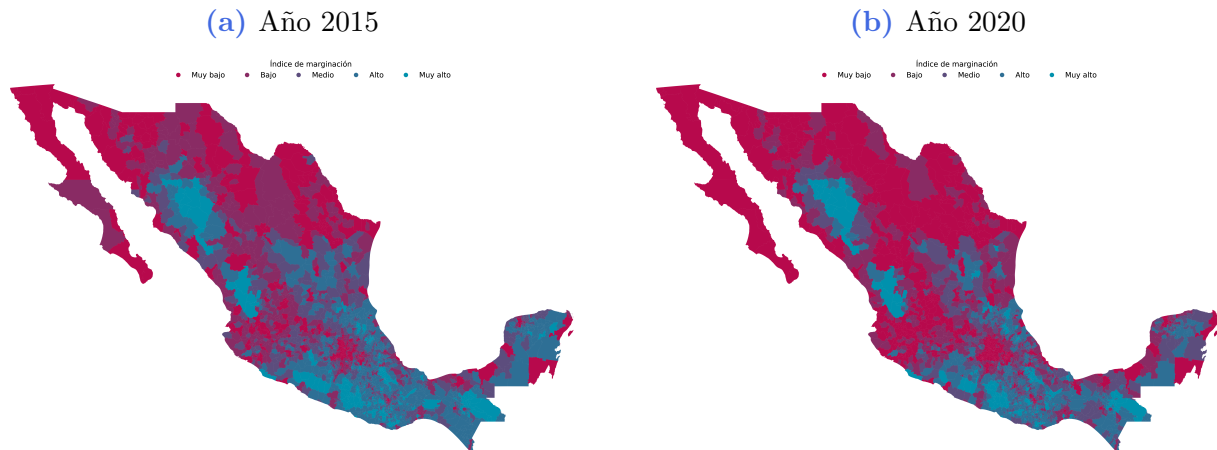 (a) Año 2015
Índice de marginación
Muy bajo Bajo Medio Alto Muy alto
(b) Año 2020
Índice de marginación
Muy bajo Bajo Medio Alto Muy alto